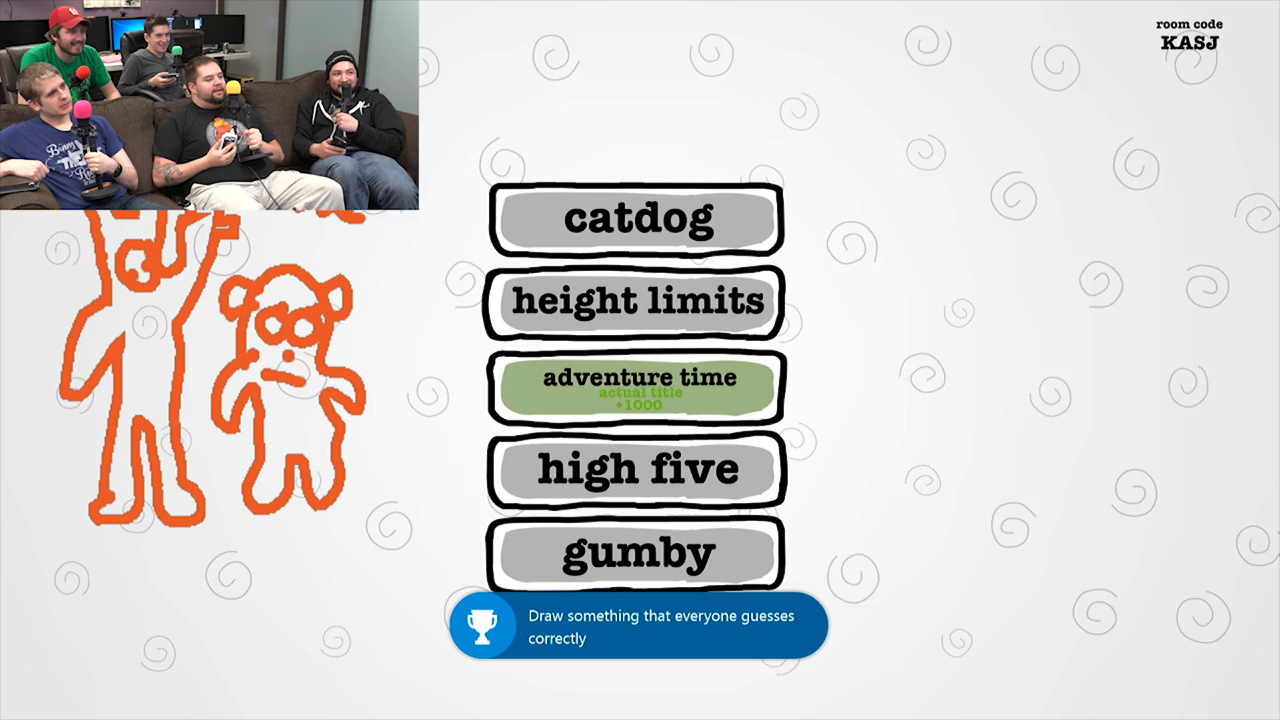 room code
KASJ
catdog
height limits
adventure time
actual title
+1000
high five
gumby
Draw something that everyone guesses
correctly